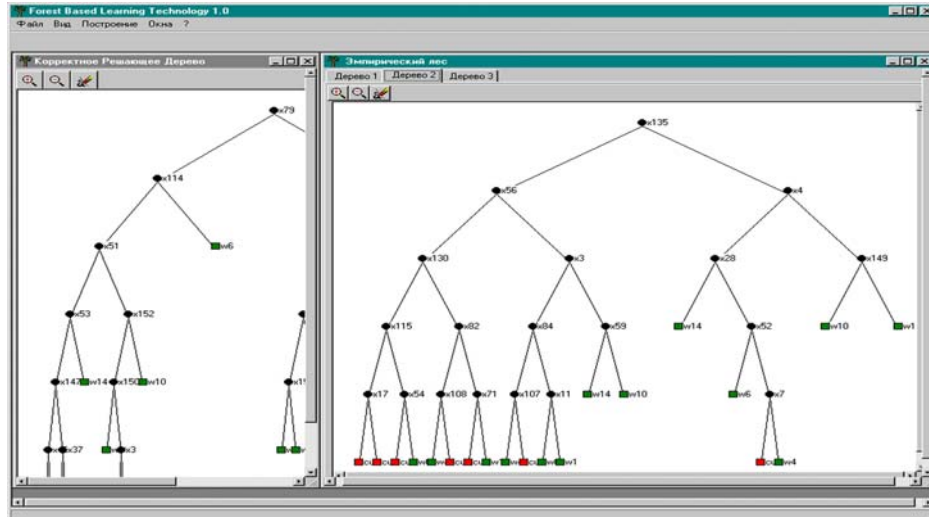 Forest Based Learning Technology 1.0
Файл Вид Построение Окна ?
Корректное Решающее Дерево
Эмпирический лес
Дерево 1 Дерево 2 Дерево 3
x79
x135
x114
x56 x4
x51 w6
x130 x3 x28 x149
x53 x152
x115 x82 x84 x59 w14 x52 w10 w1
x147 w14 x150 w10
x17 x54 x108 x71 x107 x11 w14 w10 w6 x7
x37 x3
w1 w4